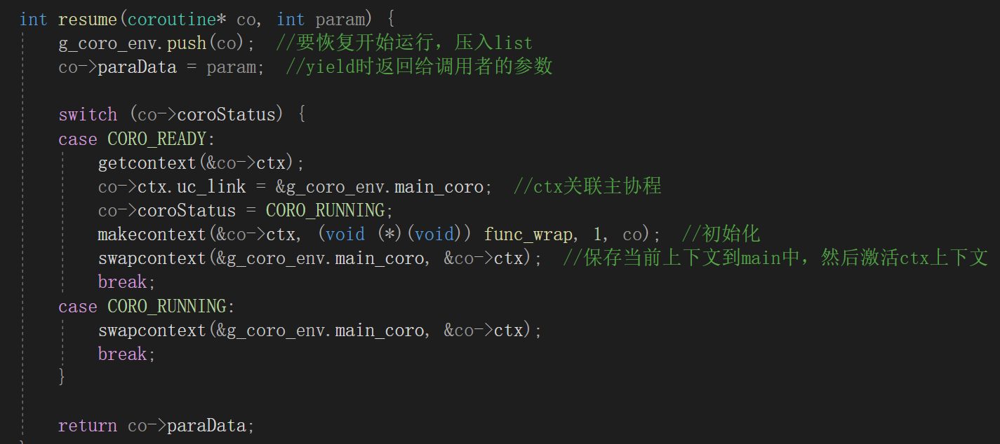 int resume(coroutine* co, int param) {
g_coro_env.push(co); //要恢复开始运行，压入list
co->paraData = param; //yield时返回给调用者的参数
switch (co->coroStatus) {
case CORO_READY:
getcontext(&co->ctx);
co->ctx.uc_link = &g_coro_env.main_coro; //ctx关联主协程
co->coroStatus = CORO_RUNNING;
makecontext(&co->ctx, (void (*)(void)) func_wrap, 1, co); //初始化
swapcontext(&g_coro_env.main_coro, &co->ctx); //保存当前上下文到main中，然后激活ctx上下文
break;
case CORO_RUNNING:
swapcontext(&g_coro_env.main_coro, &co->ctx);
break;
}
return co->paraData;
}